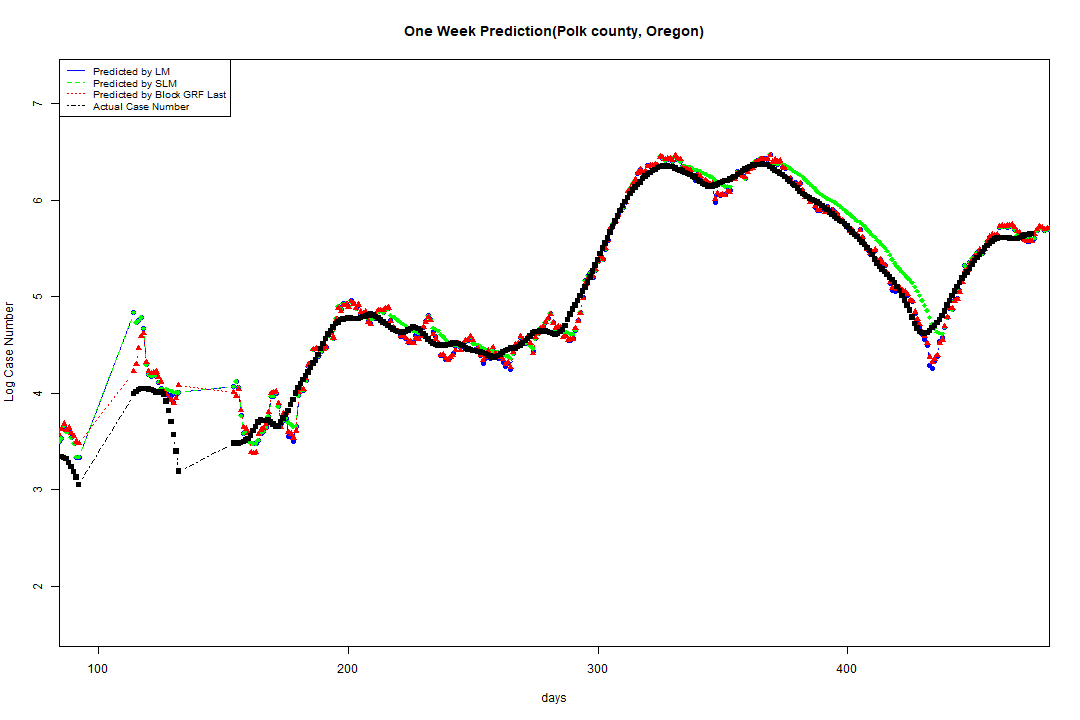 One Week Prediction(Polk county, Oregon)
Predicted by LM
Predicted by SLM
Predicted by Block GRF Last
Actual Case Number
7
6
5
4
3
2
Log Case Number
100 200 300 400
days